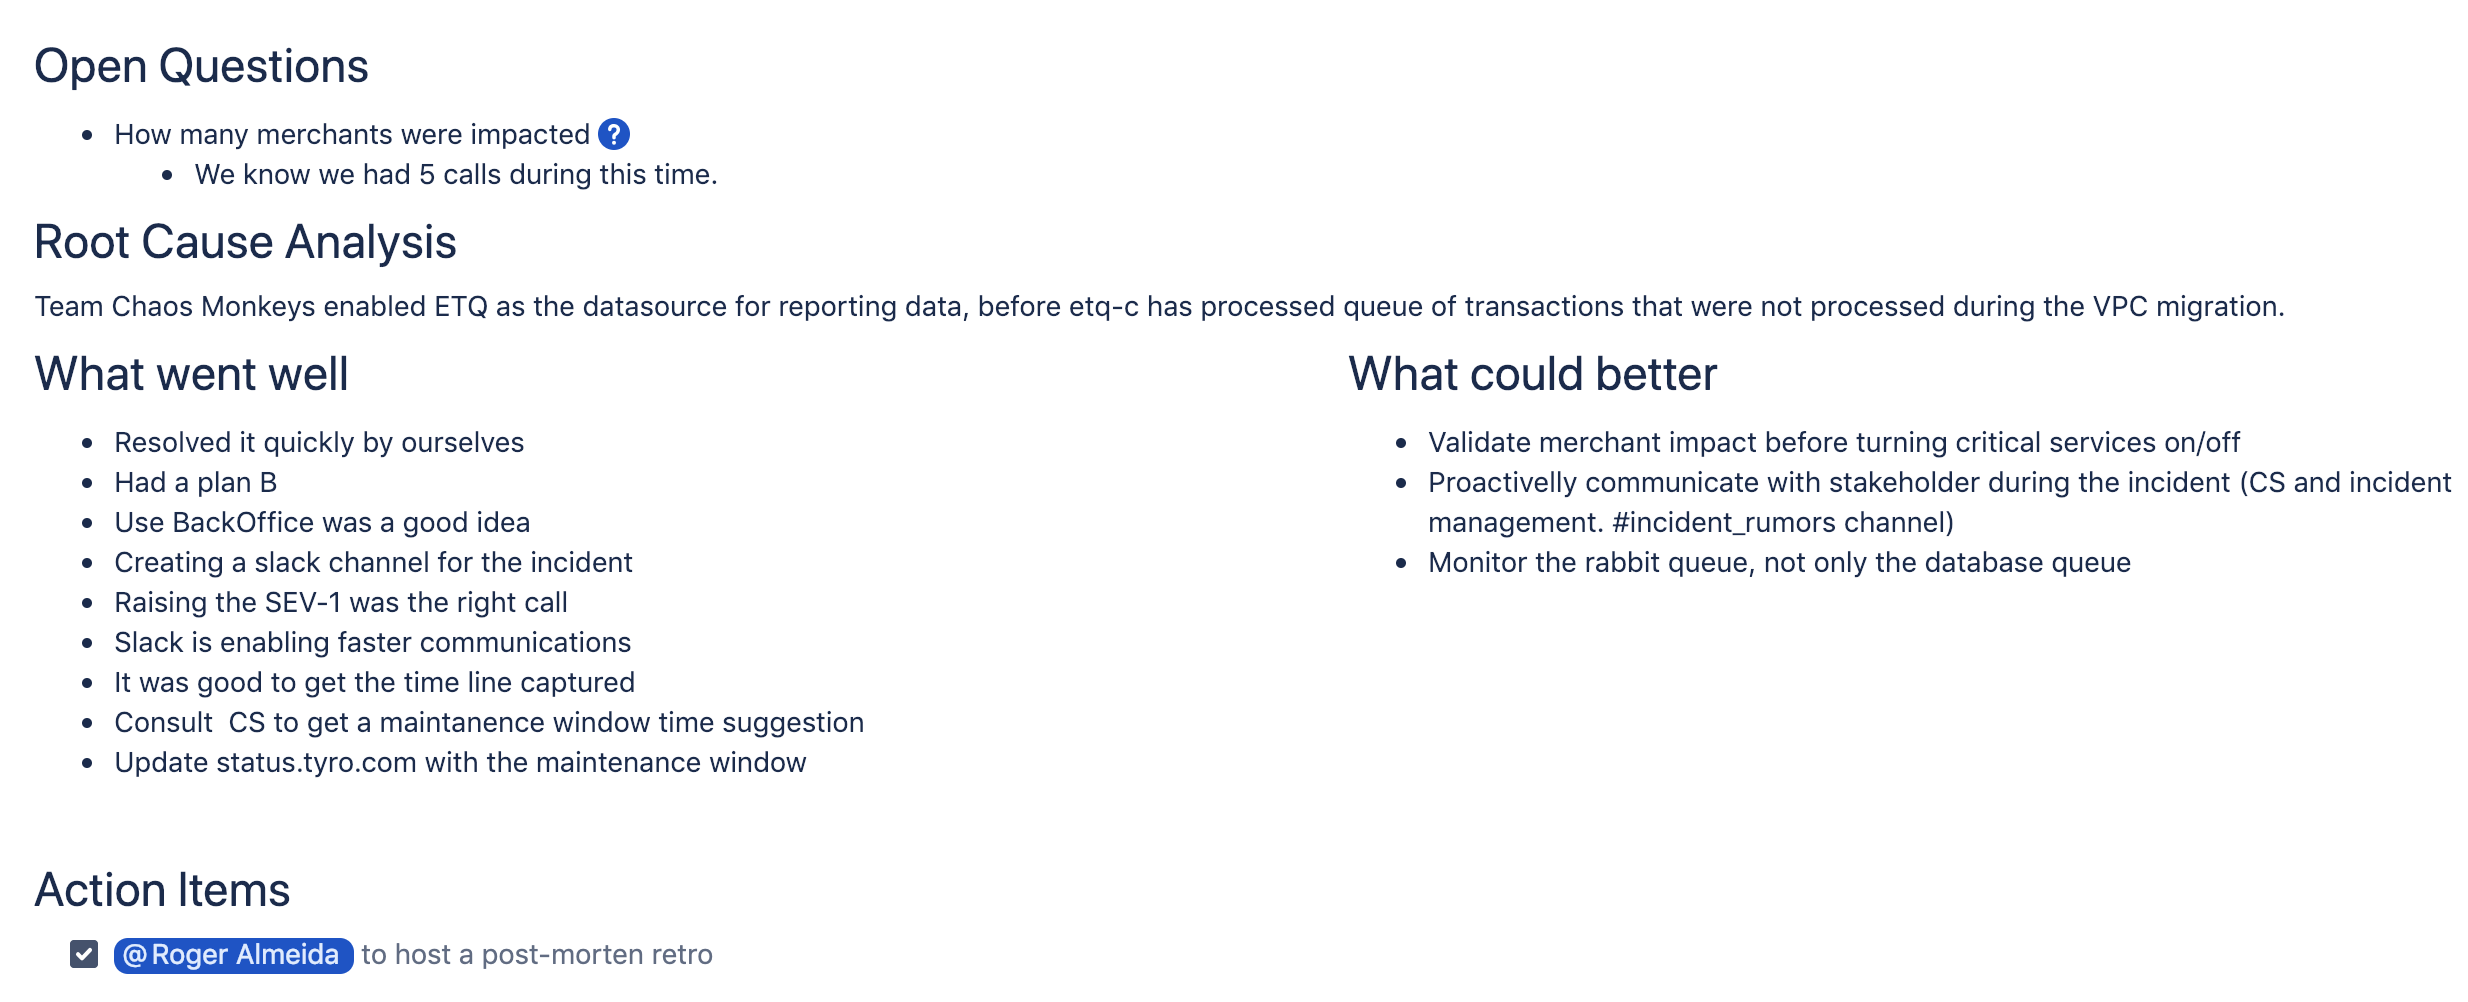 Open Questions
How many merchants were impacted ?
We know we had 5 calls during this time.
Root Cause Analysis
Team Chaos Monkeys enabled ETQ as the datasource for reporting data, before etq-c has processed queue of transactions that were not processed during the VPC migration.
What went well
Resolved it quickly by ourselves
Had a plan B
Use BackOffice was a good idea
Creating a slack channel for the incident
Raising the SEV-1 was the right call
Slack is enabling faster communications
It was good to get the time line captured
Consult  CS to get a maintanence window time suggestion
Update status.tyro.com with the maintenance window
What could better
Validate merchant impact before turning critical services on/off
Proactivelly communicate with stakeholder during the incident (CS and incident
management. #incident_rumors channel)
Monitor the rabbit queue, not only the database queue
Action Items
@Roger Almeida to host a post-morten retro